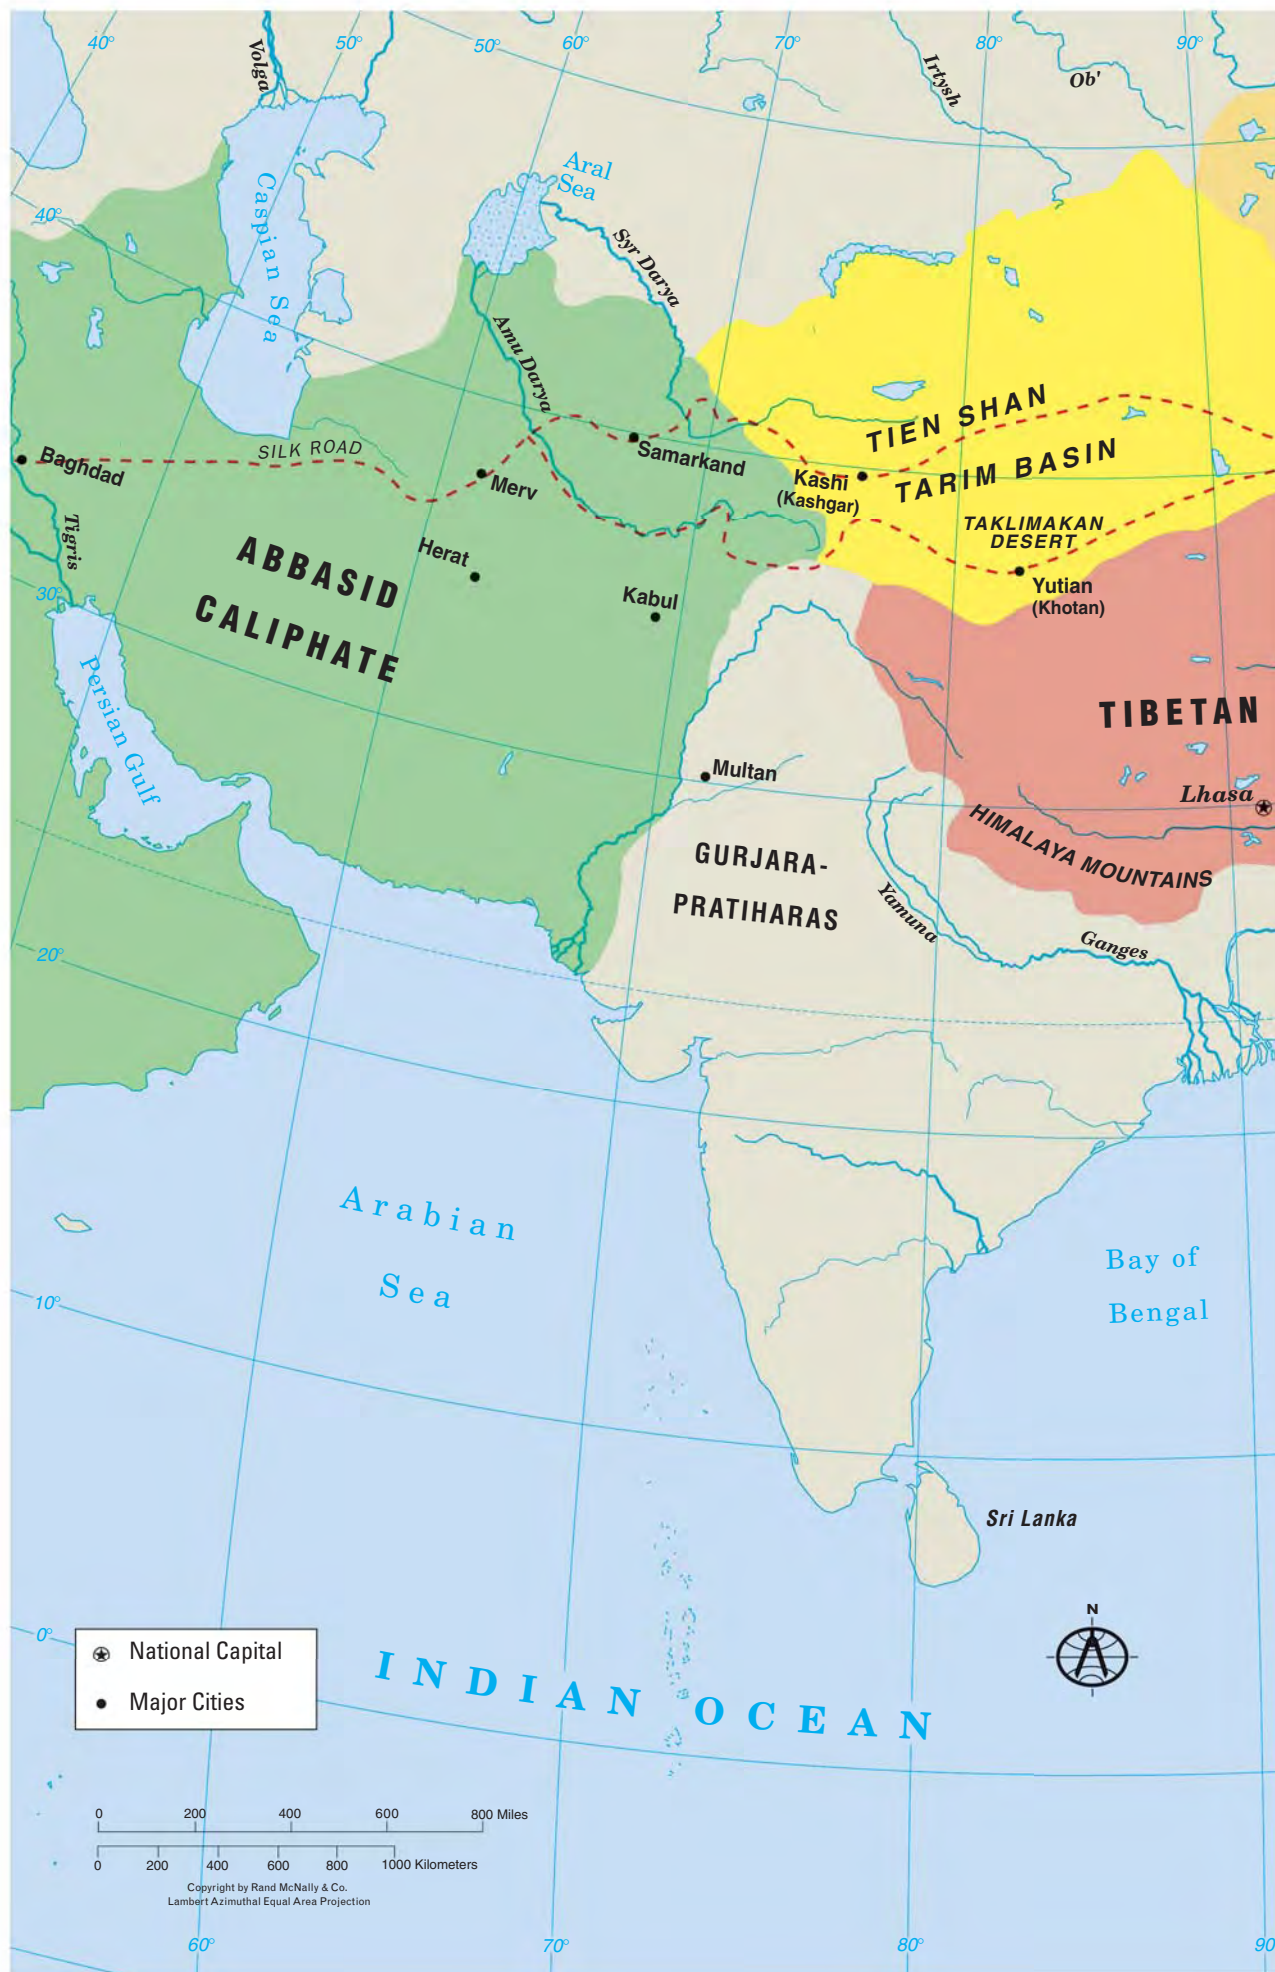 40°
50°
50°
60°
70°
80°
90°
Volga
Irtysh
Ob'
Aral
Sea
Caspian Sea
40°
Syr Darya
Amu Darya
TIEN SHAN
SILK ROAD
Baghdad
Samarkand
TARIM BASIN
Merv
Kashi
(Kashgar)
TAKLIMAKAN
DESERT
Tigris
Herat
ABBASID
CALIPHATE
Kabul
Yutian
(Khotan)
30°
Persian Gulf
TIBETAN
Multan
Lhasa
HIMALAYA MOUNTAINS
GURJARA-
PRATIHARAS
Yamuna
Ganges
20°
Arabian
Sea
Bay of
Bengal
10°
Sri Lanka
N
0°
National Capital
Major Cities
INDIAN OCEAN
0 200 400 600 800 Miles
0 200 400 600 800 1000 Kilometers
Copyright by Rand McNally & Co.
Lambert Azimuthal Equal Area Projection
60°
70°
80°
90